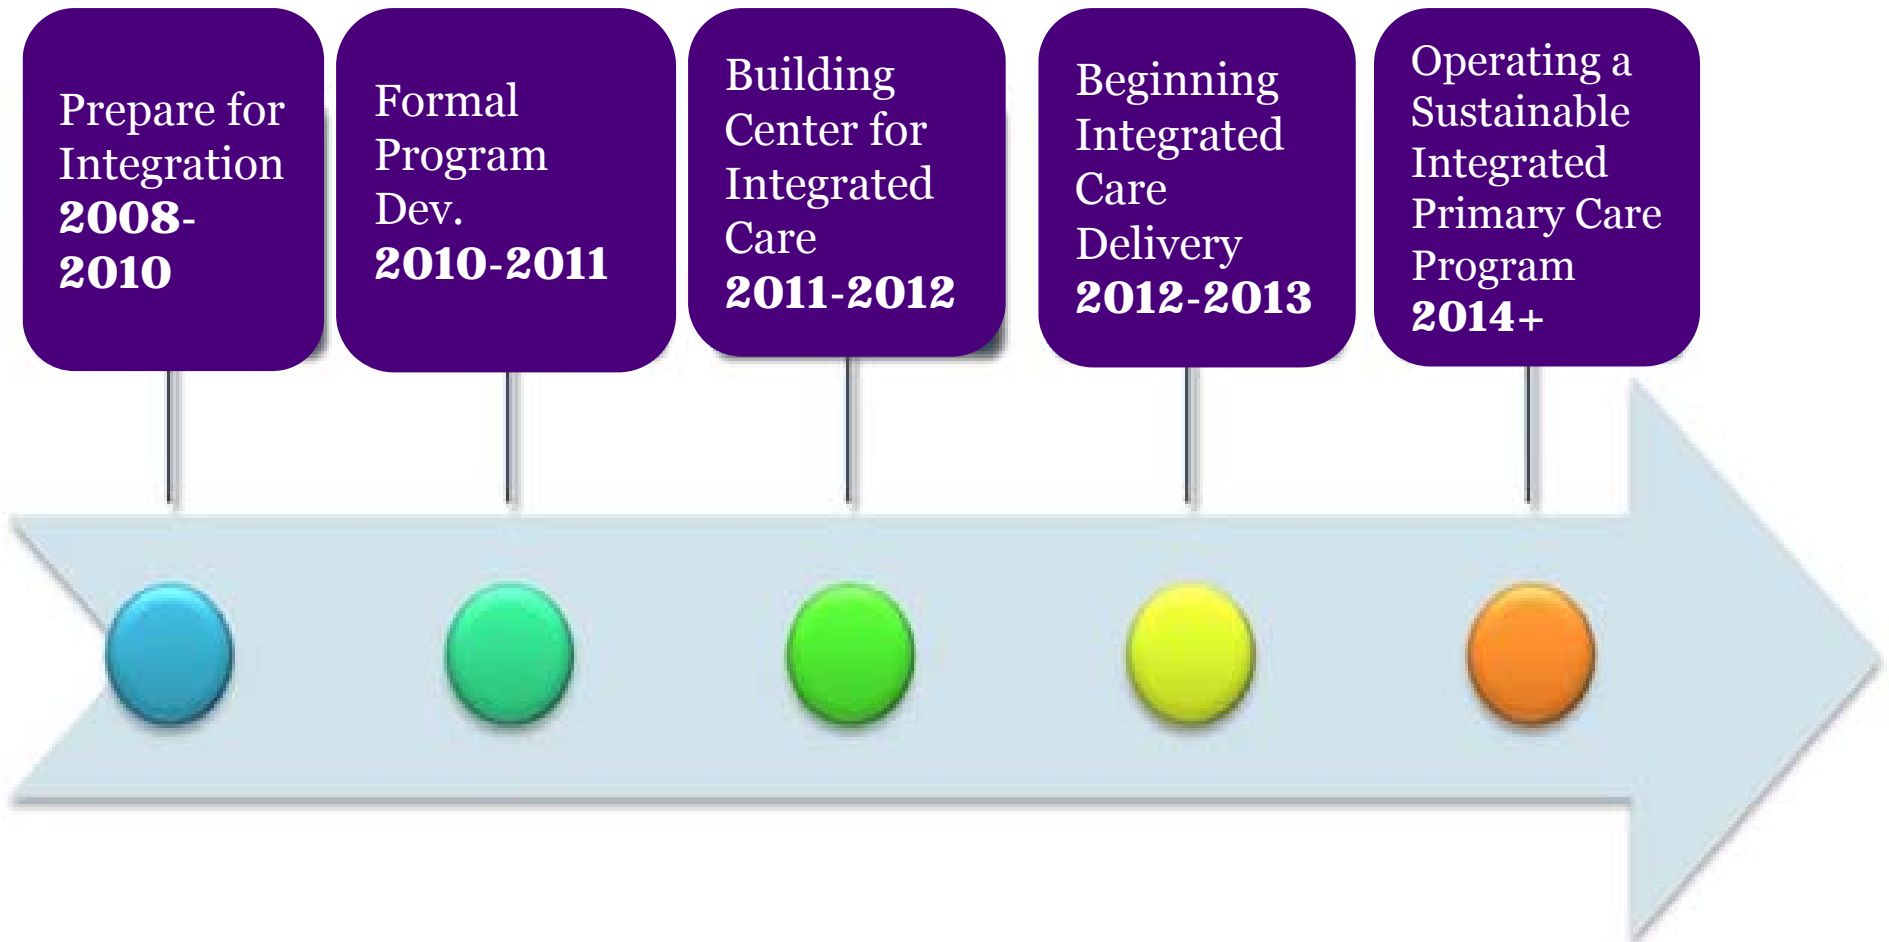 Prepare for
Integration
2008-
2010
Formal
Program
Dev.
2010-2011
Building
Center for
Integrated
Care
2011-2012
Beginning
Integrated
Care
Delivery
2012-2013
Operating a
Sustainable
Integrated
Primary Care
Program
2014+